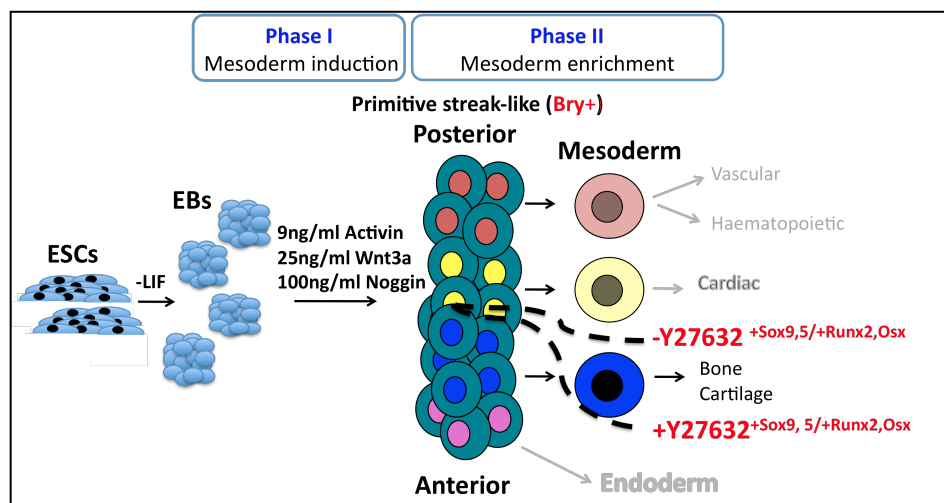 Phase I
Mesoderm induction
Phase II
Mesoderm enrichment
Primitive streak-like (Bry+)
Posterior
Mesoderm
Vascular
Haematopoietic
EBs
9ng/ml Activin
25ng/ml Wnt3a
100ng/ml Noggin
ESCs
-LIF
Cardiac
-Y27632 +Sox9,5/+Runx2,Osx
Bone
Cartilage
+Y27632+Sox9, 5/+Runx2,Osx
Anterior
Endoderm